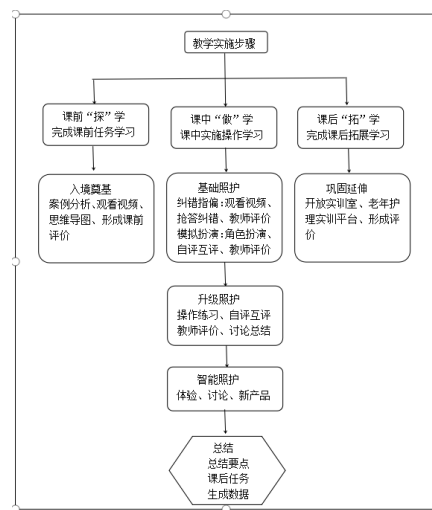 教学实施步骤
课前“探”学
完成课前任务学习
课中“做”学
课中实施操作学习
课后“拓”学
完成课后拓展学习
入境奠基
案例分析、观看视频、
思维导图、形成课前
评价
基础照护
纠错指偏:观看视频、
抢答纠错、教师评价
模拟扮演:角色扮演、
自评互评、教师评价
巩固延伸
开放实训室、老年护
理实训平台、形成评
价
升级照护
操作练习、自评互评
教师评价、讨论总结
智能照护
体验、讨论、新产品
总结
总结要点
课后任务
生成数据